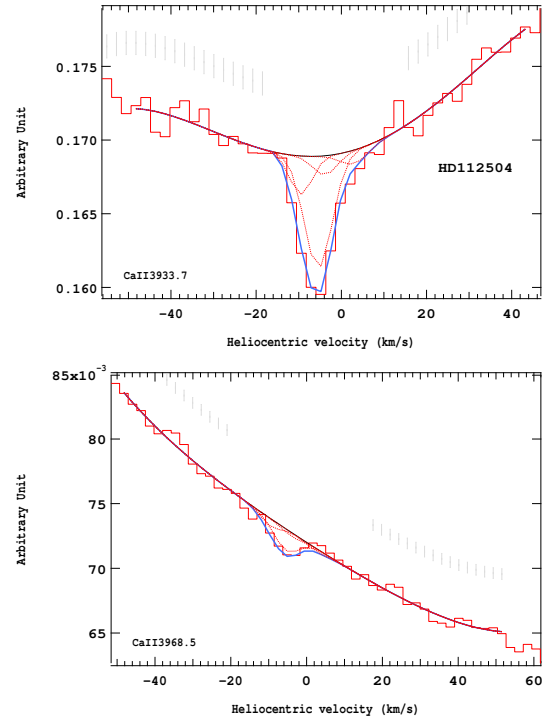 0.175
0.170
0.165
0.160
Arbitrary Unit
HD112504
CaII3933.7
-40 -20 0 20 40
Heliocentric velocity (km/s)
85x10-3
80
75
70
65
Arbitrary Unit
CaII3968.5
-40 -20 0 20 40 60
Heliocentric velocity (km/s)